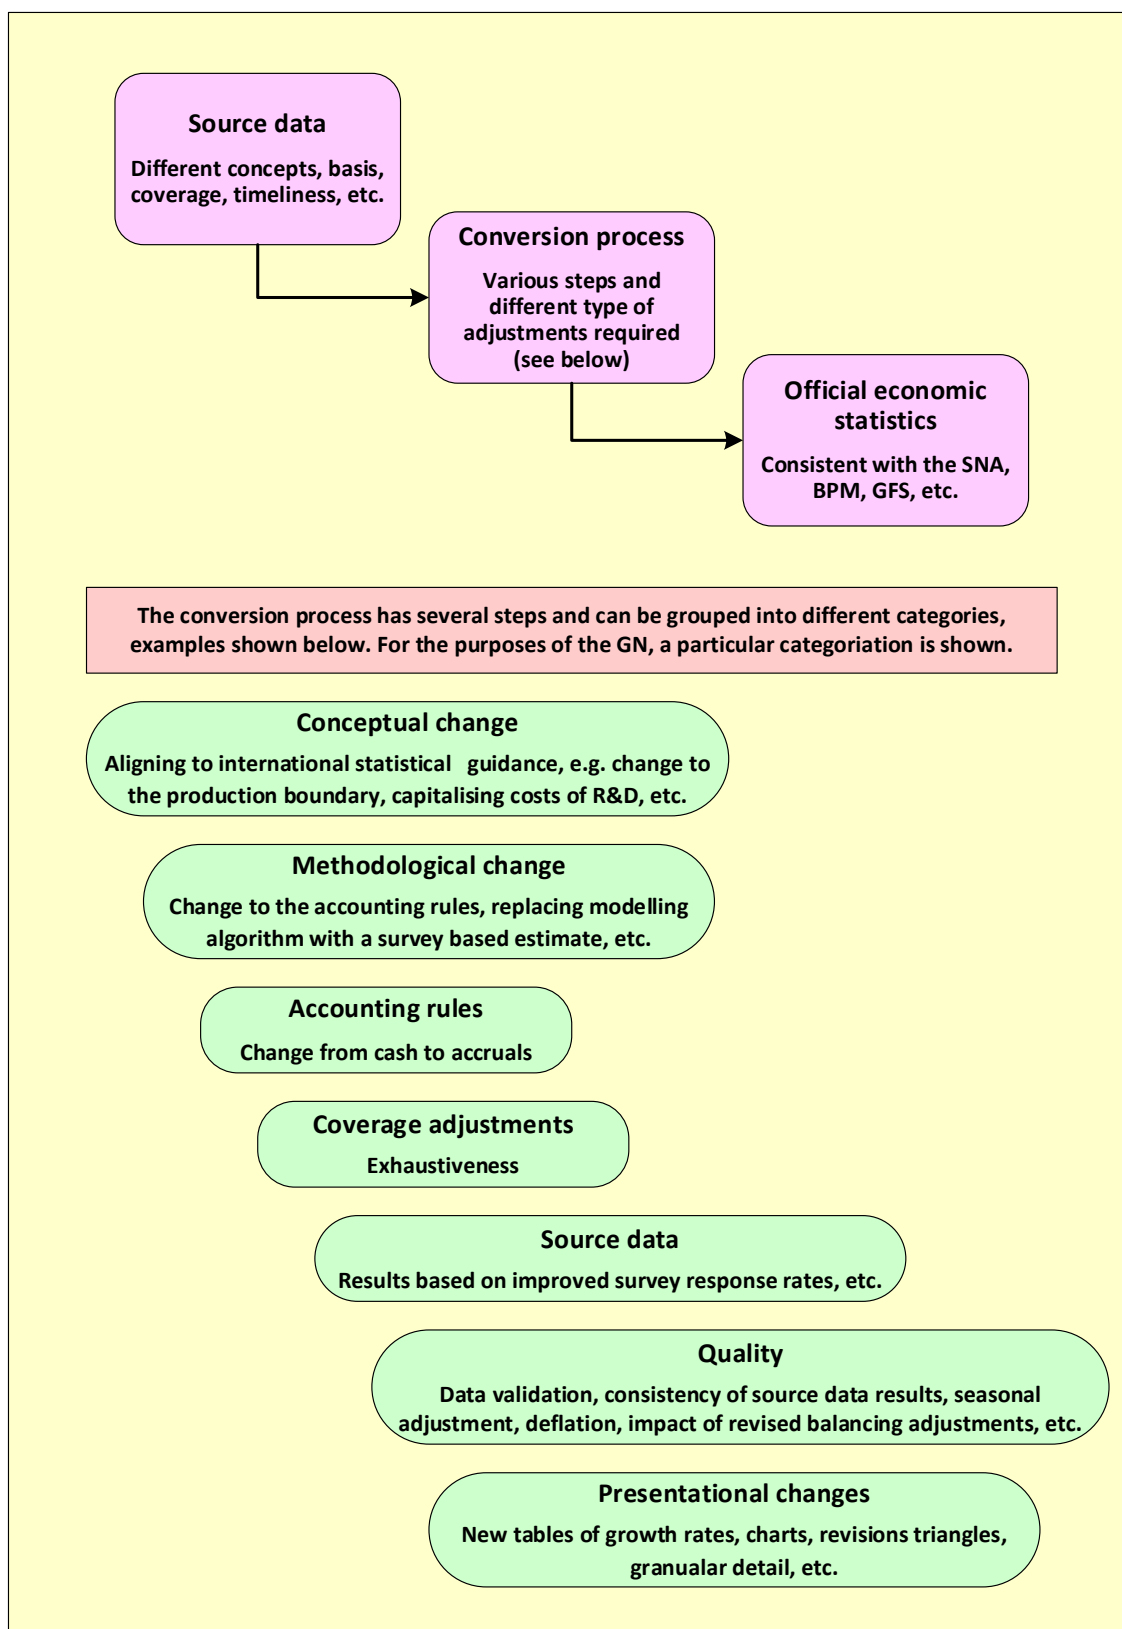 Source data
Different concepts, basis,
coverage, timeliness, etc.
Conversion process
Various steps and
different type of
adjustments required
(see below)
Official economic
statistics
Consistent with the SNA,
BPM, GFS, etc.
The conversion process has several steps and can be grouped into different categories,
examples shown below. For the purposes of the GN, a particular categoriation is shown.
Conceptual change
Aligning to international statistical guidance, e.g. change to
the production boundary, capitalising costs of R&D, etc.
Methodological change
Change to the accounting rules, replacing modelling
algorithm with a survey based estimate, etc.
Accounting rules
Change from cash to accruals
Coverage adjustments
Exhaustiveness
Source data
Results based on improved survey response rates, etc.
Quality
Data validation, consistency of source data results, seasonal
adjustment, deflation, impact of revised balancing adjustments, etc.
Presentational changes
New tables of growth rates, charts, revisions triangles,
granualar detail, etc.